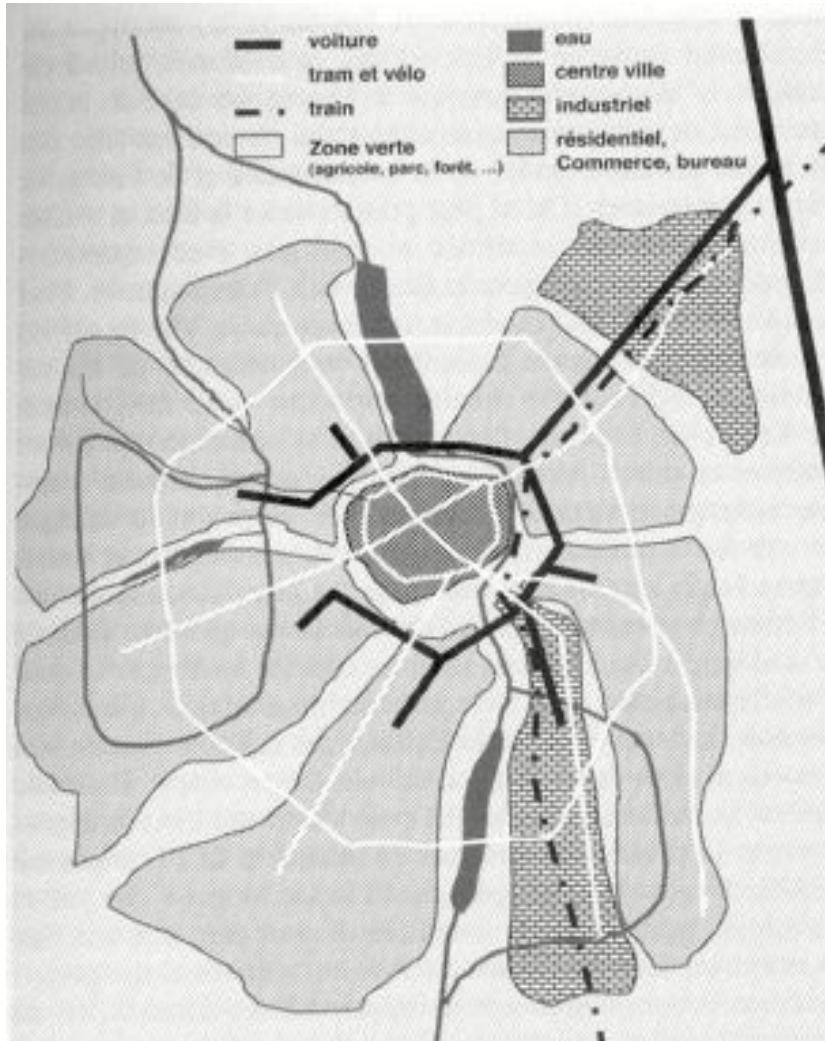 voiture
tram et vélo
train
Zone verte
(agricole, parc, forêt, ...)
eau
centre ville
industriel
résidentiel,
Commerce, bureau